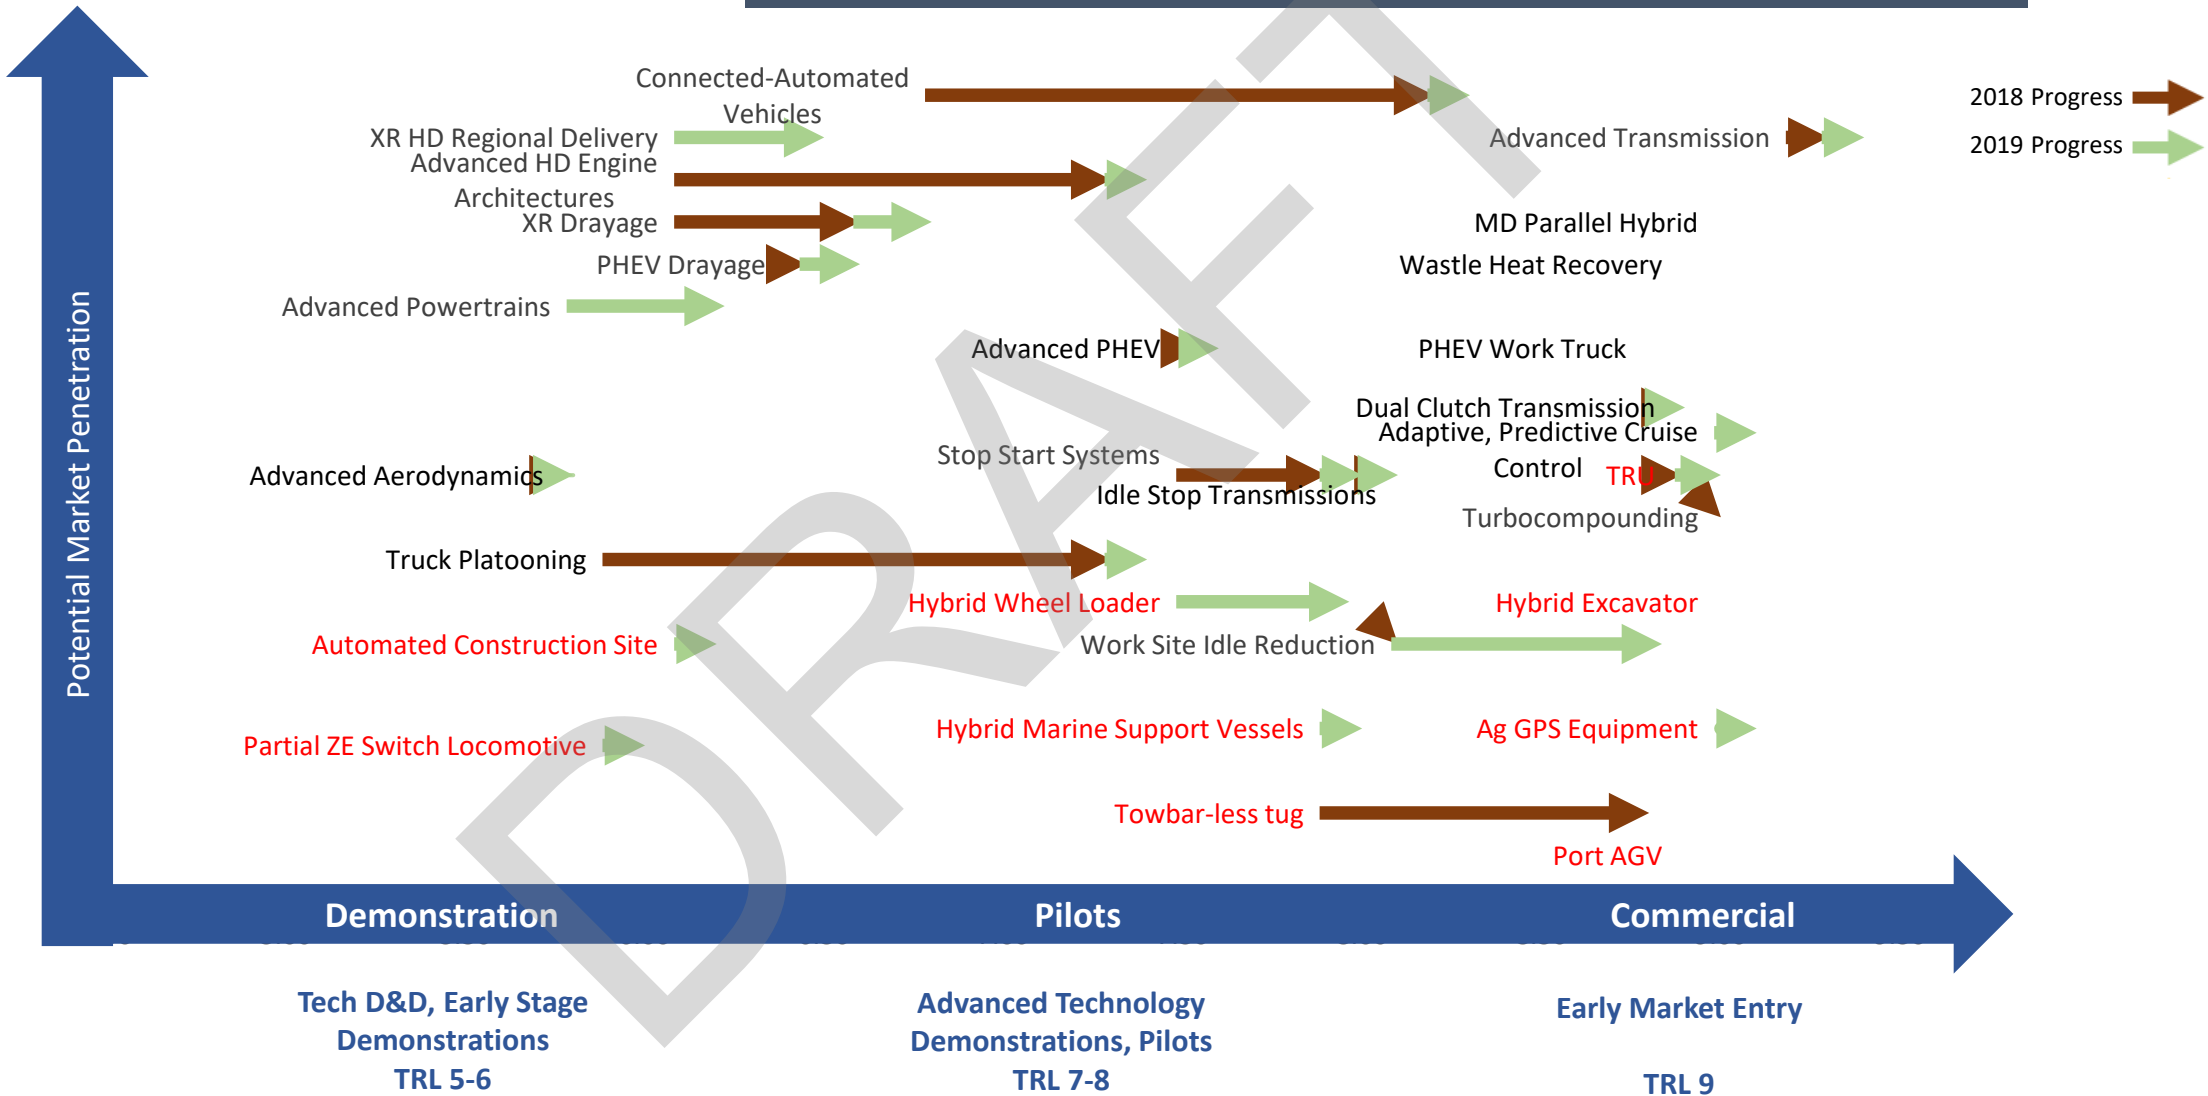 Connected-Automated
Vehicles
2018 Progress
XR HD Regional Delivery
Advanced Transmission
2019 Progress
Advanced HD Engine
Architectures
XR Drayage
MD Parallel Hybrid
PHEV Drayage
Wastle Heat Recovery
Advanced Powertrains
Advanced PHEV
PHEV Work Truck
Dual Clutch Transmission
Adaptive, Predictive Cruise
Control
Stop Start Systems
Advanced Aerodynamics
TRU
Idle Stop Transmissions
Turbocompounding
Truck Platooning
Hybrid Wheel Loader
Hybrid Excavator
Automated Construction Site
Work Site Idle Reduction
Partial ZE Switch Locomotive
Hybrid Marine Support Vessels
Ag GPS Equipment
Towbar-less tug
Port AGV
Potential Market Penetration
DRAFT
Demonstration
Pilots
Commercial
Tech D&D, Early Stage
Demonstrations
TRL 5-6
Advanced Technology
Demonstrations, Pilots
TRL 7-8
Early Market Entry
TRL 9